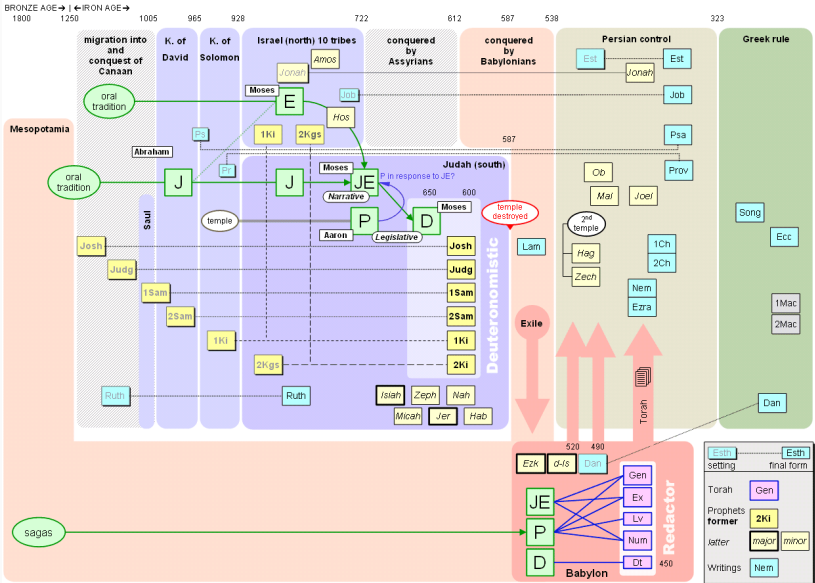 BRONZE AGE → | ← IRON AGE →
1800 1250 1005 965 928 722 612 587 538 323
migration into
and
conquest of
Canaan
K. of
David
K. of
Solomon
Israel (north) 10 tribes
conquered
by
Assyrians
conquered
by
Babylonians
Persian control
Greek rule
Amos
Jonah
Est
Est
Jonah
Moses
oral
tradition
E
Job
Job
Hos
Mesopotamia
1Ki
2Kgs
Ps
587
Psa
Abraham
Judah (south)
Pr
Moses
P in response to JE?
Ob
Prov
oral
tradition
J
J
JE
Narrative
650
600
Mal
Joel
Saul
temple
P
D
Moses
temple
destroyed
2nd
temple
Song
Aaron
Legislative
Ecc
Josh
Josh
Lam
Hag
1Ch
2Ch
Judg
Judg
Zech
1Sam
1Sam
Nem
Ezra
1Mac
2Mac
2Sam
2Sam
Deuteronomistic
Exile
1Ki
1Ki
2Kgs
2Ki
Ruth
Ruth
Isiah
Zeph
Nah
Torah
Dan
Micah
Jer
Hab
520
490
Ezk
d-Is
Dan
Esth
Esth
setting
final form
Gen
JE
Ex
Torah
Gen
sagas
P
Lv
Redactor
Prophets
former
2Ki
Num
latter
major
minor
D
Dt
450
Babylon
Writings
Nem